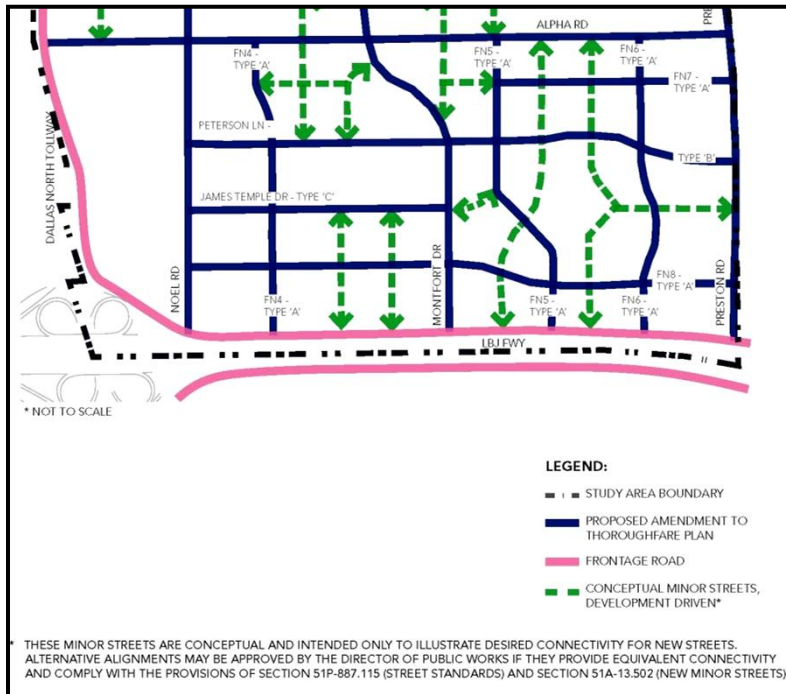 PRE
ALPHA RD
FN4 -
TYPE 'A'
FN5 -
TYPE 'A'
FN6 -
TYPE 'A'
FN7 -
TYPE 'A'
PETERSON LN -
TYPE 'B'
DALLAS NORTH TOLLWAY
JAMES TEMPLE DR - TYPE 'C'
NOEL RD
MONTFORT DR
PRESTON RD
FN8 -
TYPE 'A'
FN4 -
TYPE 'A'
FN5 -
TYPE 'A'
FN6 -
TYPE 'A'
LBJ FWY
* NOT TO SCALE
LEGEND:
STUDY AREA BOUNDARY
PROPOSED AMENDMENT TO
THOROUGHFARE PLAN
FRONTAGE ROAD
CONCEPTUAL MINOR STREETS,
DEVELOPMENT DRIVEN*
* THESE MINOR STREETS ARE CONCEPTUAL AND INTENDED ONLY TO ILLUSTRATE DESIRED CONNECTIVITY FOR NEW STREETS.
ALTERNATIVE ALIGNMENTS MAY BE APPROVED BY THE DIRECTOR OF PUBLIC WORKS IF THEY PROVIDE EQUIVALENT CONNECTIVITY
AND COMPLY WITH THE PROVISIONS OF SECTION 51P-887.115 (STREET STANDARDS) AND SECTION 51A-13.502 (NEW MINOR STREETS)